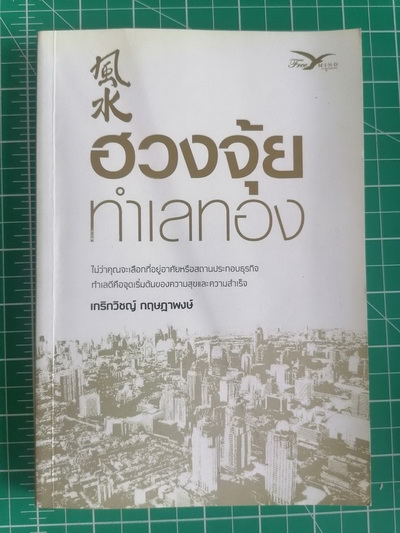 風水
Free
ฮวงจุ้ย
ทำเลทอง
ไม่ว่าคุณจะเลือกที่อยู่อาศัยหรือสถานประกอบธุรกิจ
ทำเลดีคือจุดเริ่มต้นของความสุขและความสำเร็จ
เกริกวิชญ์ กฤษฎาพงษ์